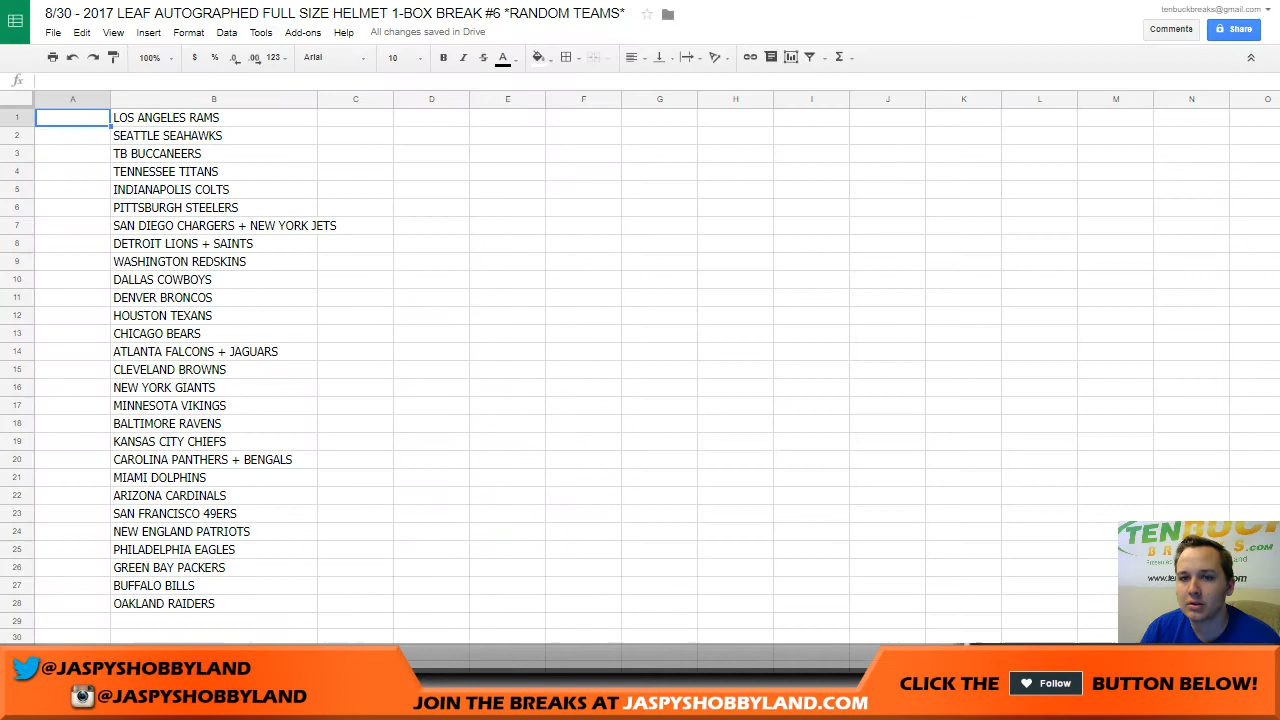 8/30 - 2017 LEAF AUTOGRAPHED FULL SIZE HELMET 1-BOX BREAK #6 *RANDOM TEAMS*
tenbuckbreaks@gmail.com
File Edit View Insert Format Data Tools Add-ons Help All changes saved in Drive
Comments
Share
100% $ % .0 .00 123 Arial 10 B I S A
fx
A B C D E F G H I J K L M N O
1 LOS ANGELES RAMS
2 SEATTLE SEAHAWKS
3 TB BUCCANEERS
4 TENNESSEE TITANS
5 INDIANAPOLIS COLTS
6 PITTSBURGH STEELERS
7 SAN DIEGO CHARGERS + NEW YORK JETS
8 DETROIT LIONS + SAINTS
9 WASHINGTON REDSKINS
10 DALLAS COWBOYS
11 DENVER BRONCOS
12 HOUSTON TEXANS
13 CHICAGO BEARS
14 ATLANTA FALCONS + JAGUARS
15 CLEVELAND BROWNS
16 NEW YORK GIANTS
17 MINNESOTA VIKINGS
18 BALTIMORE RAVENS
19 KANSAS CITY CHIEFS
20 CAROLINA PANTHERS + BENGALS
21 MIAMI DOLPHINS
22 ARIZONA CARDINALS
23 SAN FRANCISCO 49ERS
24 NEW ENGLAND PATRIOTS
25 PHILADELPHIA EAGLES
26 GREEN BAY PACKERS
27 BUFFALO BILLS
28 OAKLAND RAIDERS
29
30
@JASPYSHOBBYLAND
@JASPYSHOBBYLAND
JOIN THE BREAKS AT JASPYSHOBBYLAND.COM
CLICK THE Follow BUTTON BELOW!